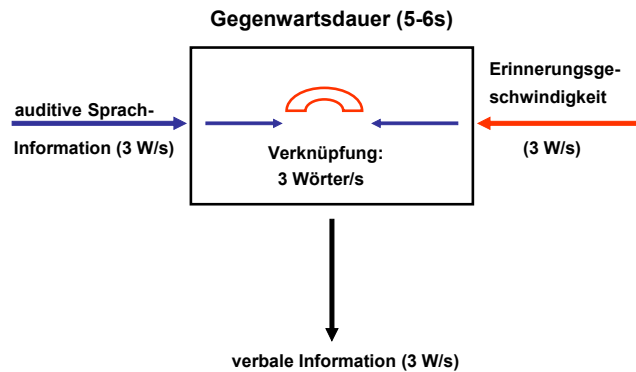 Gegenwartsdauer (5-6s)
auditive Sprach-
Information (3 W/s)
Verknüpfung:
3 Wörter/s
Erinnerungsge-
schwindigkeit
(3 W/s)
verbale Information (3 W/s)